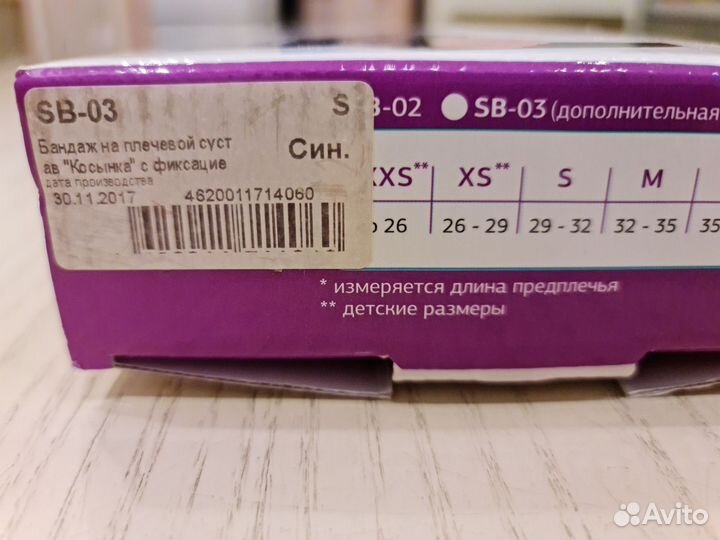 SB-03 S
Бандаж на плечевой суст
ав "Косынка" с фиксацие
Син.
дата производства
30.11.2017 4620011714060
-02 SB-03 (дополнительная
XXS** XS** S M
26 26 - 29 29 - 32 32 - 35 35
* измеряется длина предплечья
** детские размеры
Avito